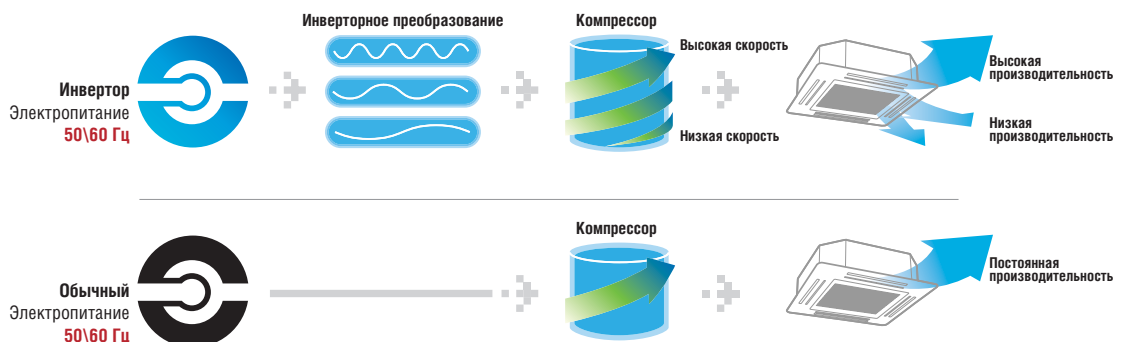 Инверторное преобразование
Компрессор
Высокая скорость
Низкая скорость
Высокая
производительность
Низкая
производительность
Инвертор
Электропитание
50\60 Гц
Компрессор
Постоянная
производительность
Обычный
Электропитание
50\60 Гц